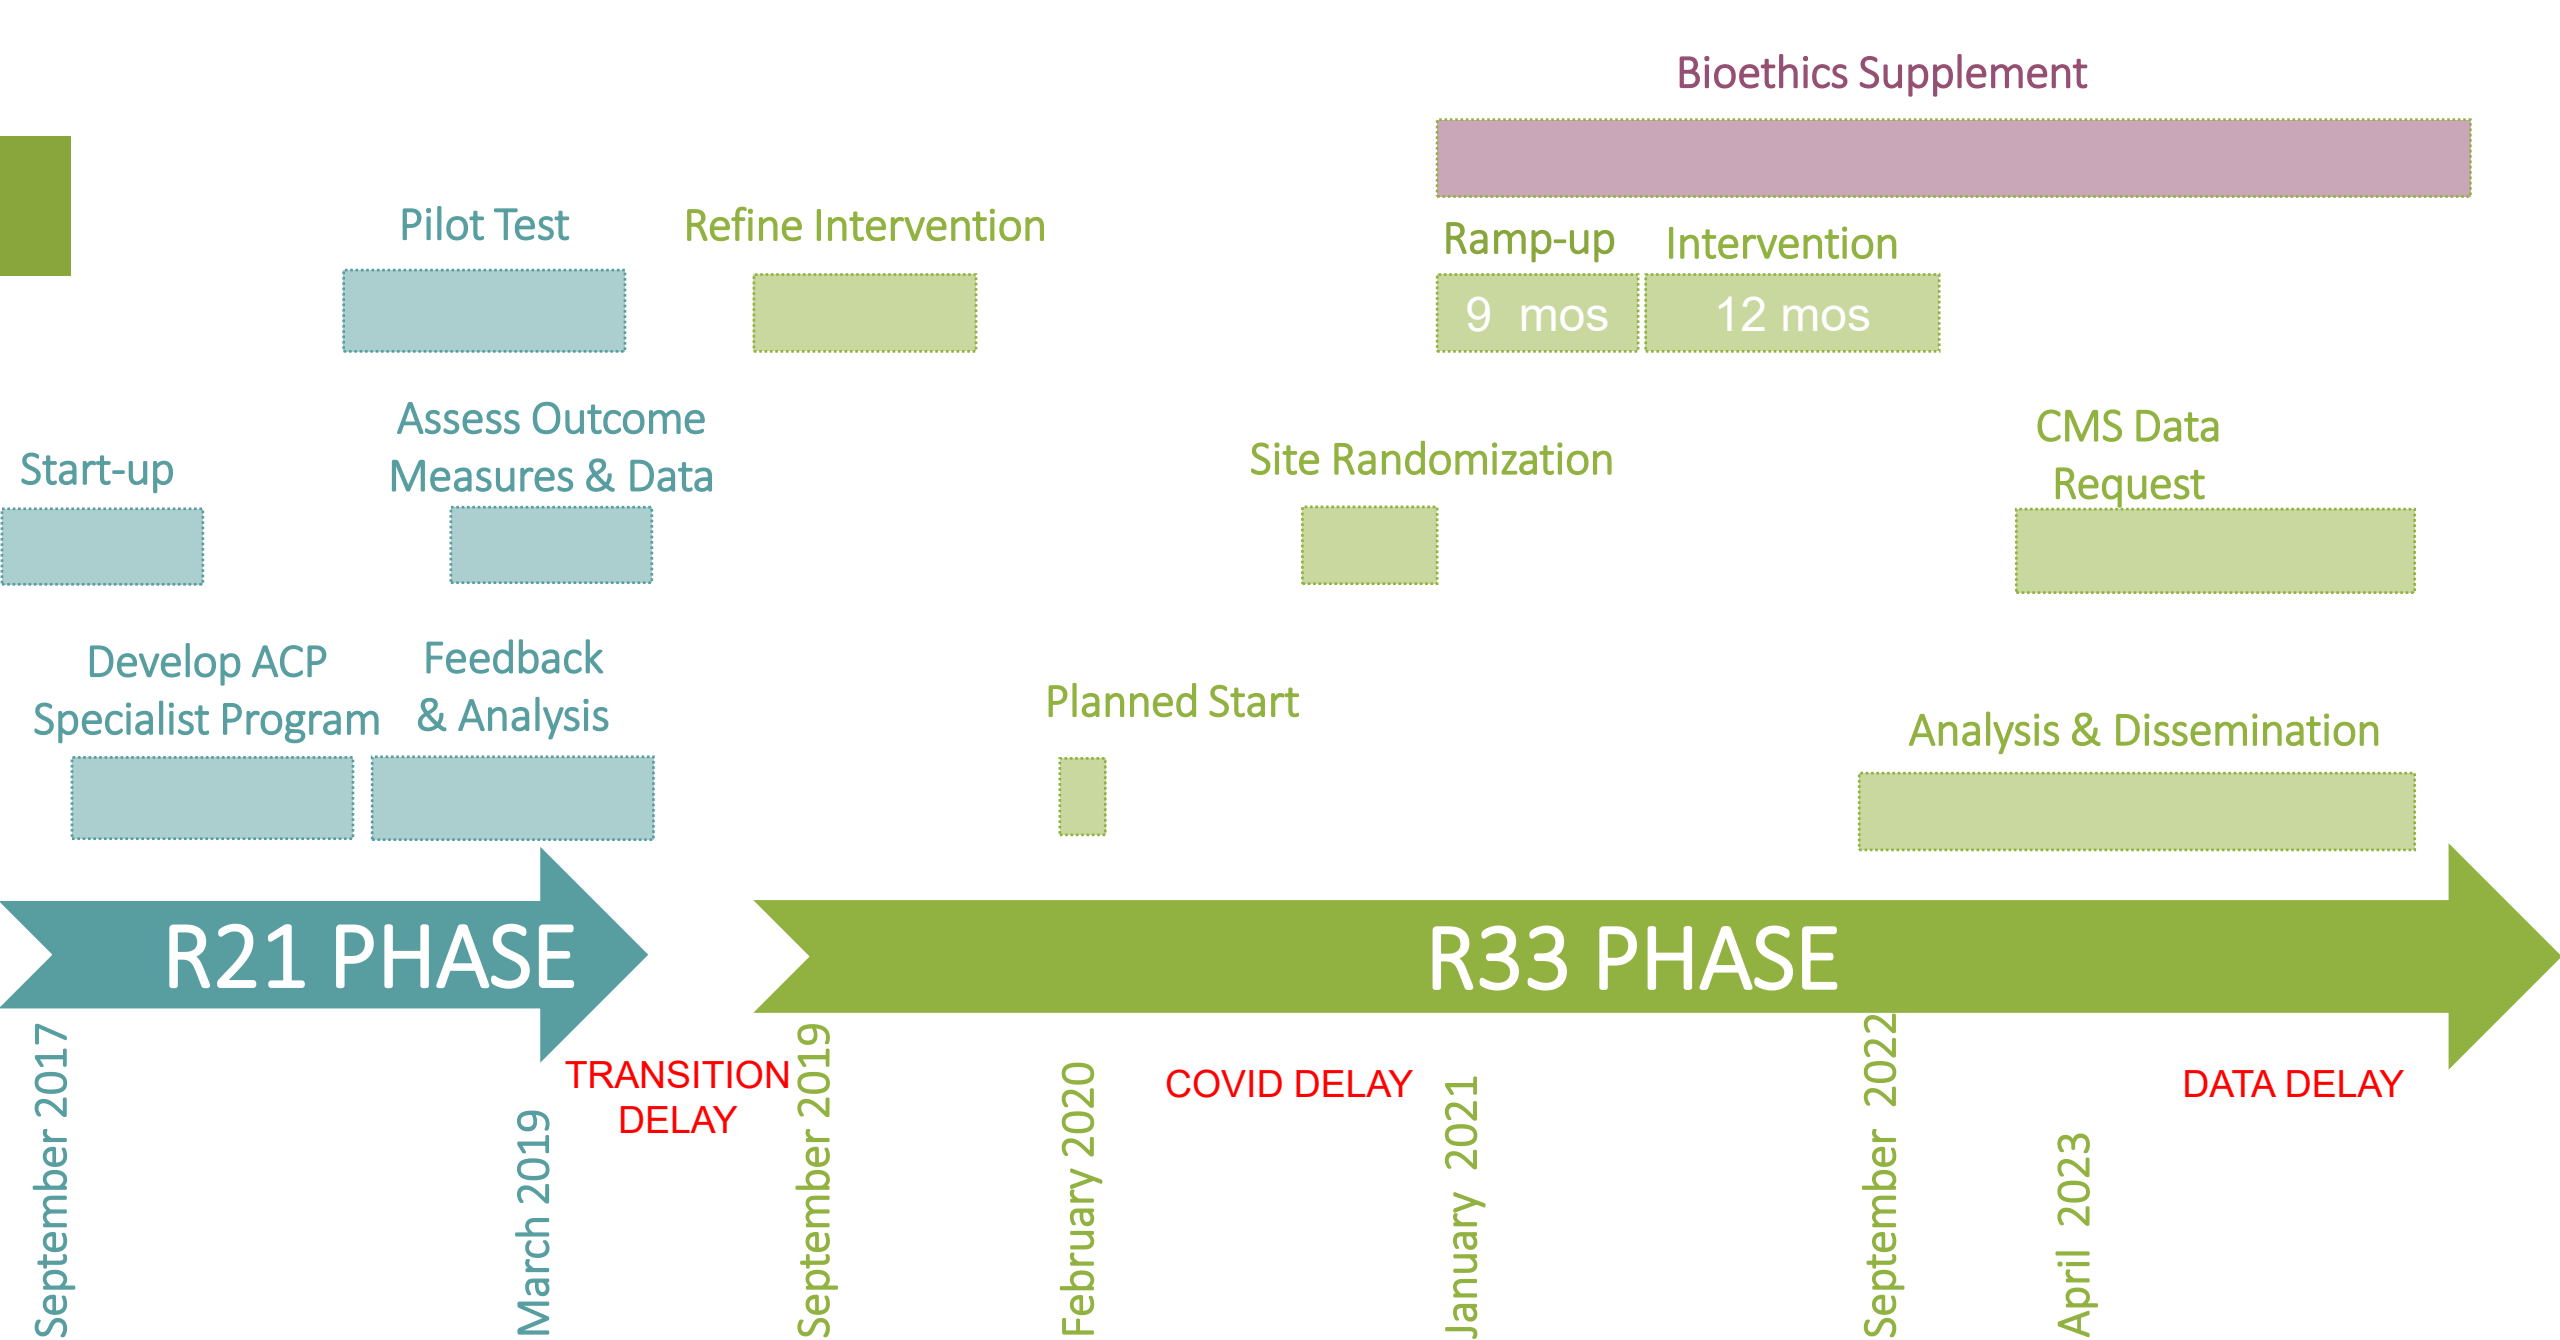 Bioethics Supplement
Pilot Test
Refine Intervention
Ramp-up
Intervention
9 mos
12 mos
Assess Outcome
Measures & Data
Start-up
Site Randomization
CMS Data
Request
Develop ACP
Specialist Program
Feedback
& Analysis
Planned Start
Analysis & Dissemination
R21 PHASE
R33 PHASE
September 2017
March 2019
TRANSITION
DELAY
September 2019
February 2020
COVID DELAY
January 2021
September 2022
April 2023
DATA DELAY